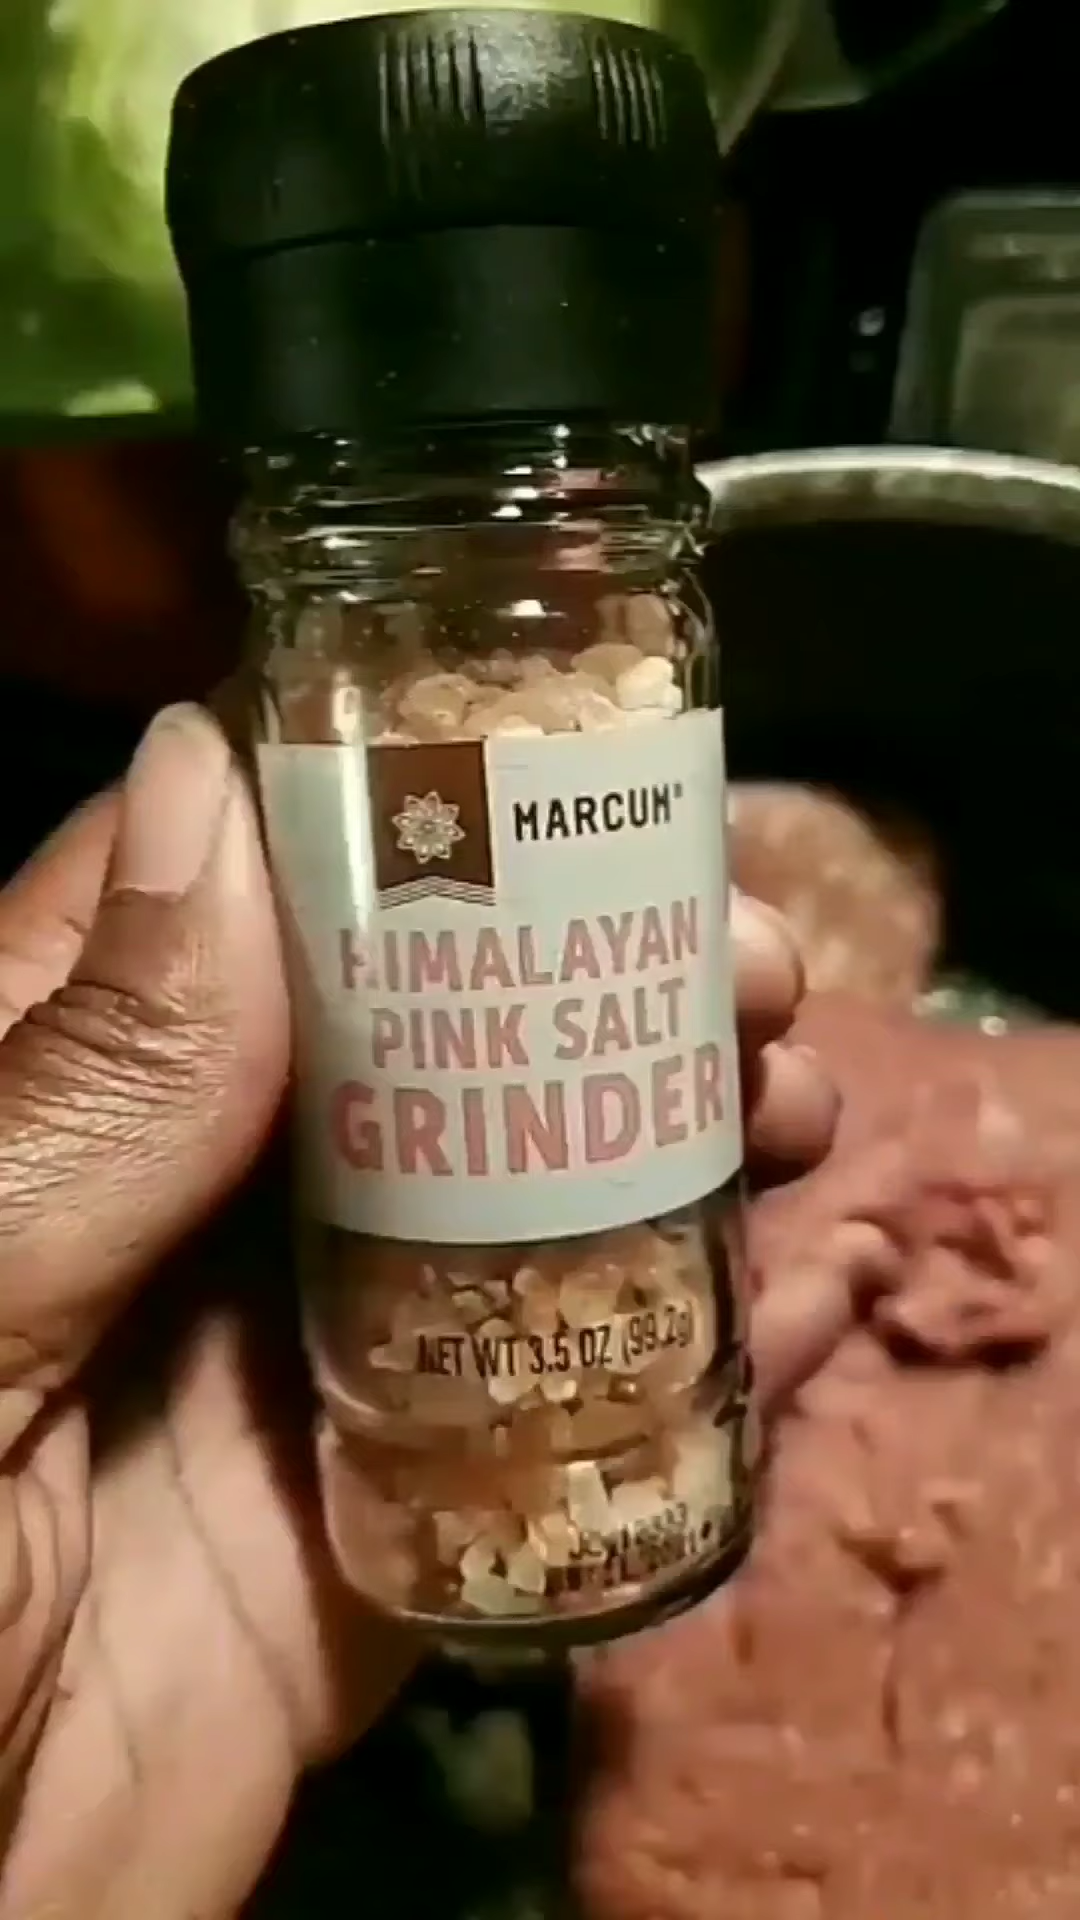 MARCUM®
HIMALAYAN
PINK SALT
GRINDER
NET WT 3.5 OZ (99.2g)